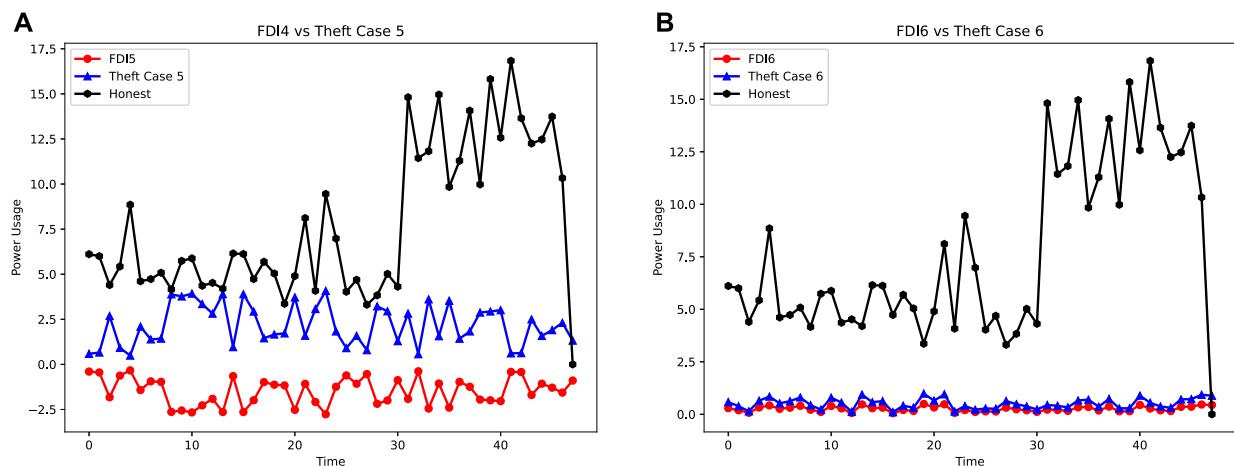 A
FDI4 vs Theft Case 5
FDI5
Theft Case 5
Honest
17.5
15.0
12.5
10.0
7.5
5.0
2.5
0.0
−2.5
Power Usage
0 10 20 30 40
Time
B
FDI6 vs Theft Case 6
FDI6
Theft Case 6
Honest
17.5
15.0
12.5
10.0
7.5
5.0
2.5
0.0
Power Usage
0 10 20 30 40
Time